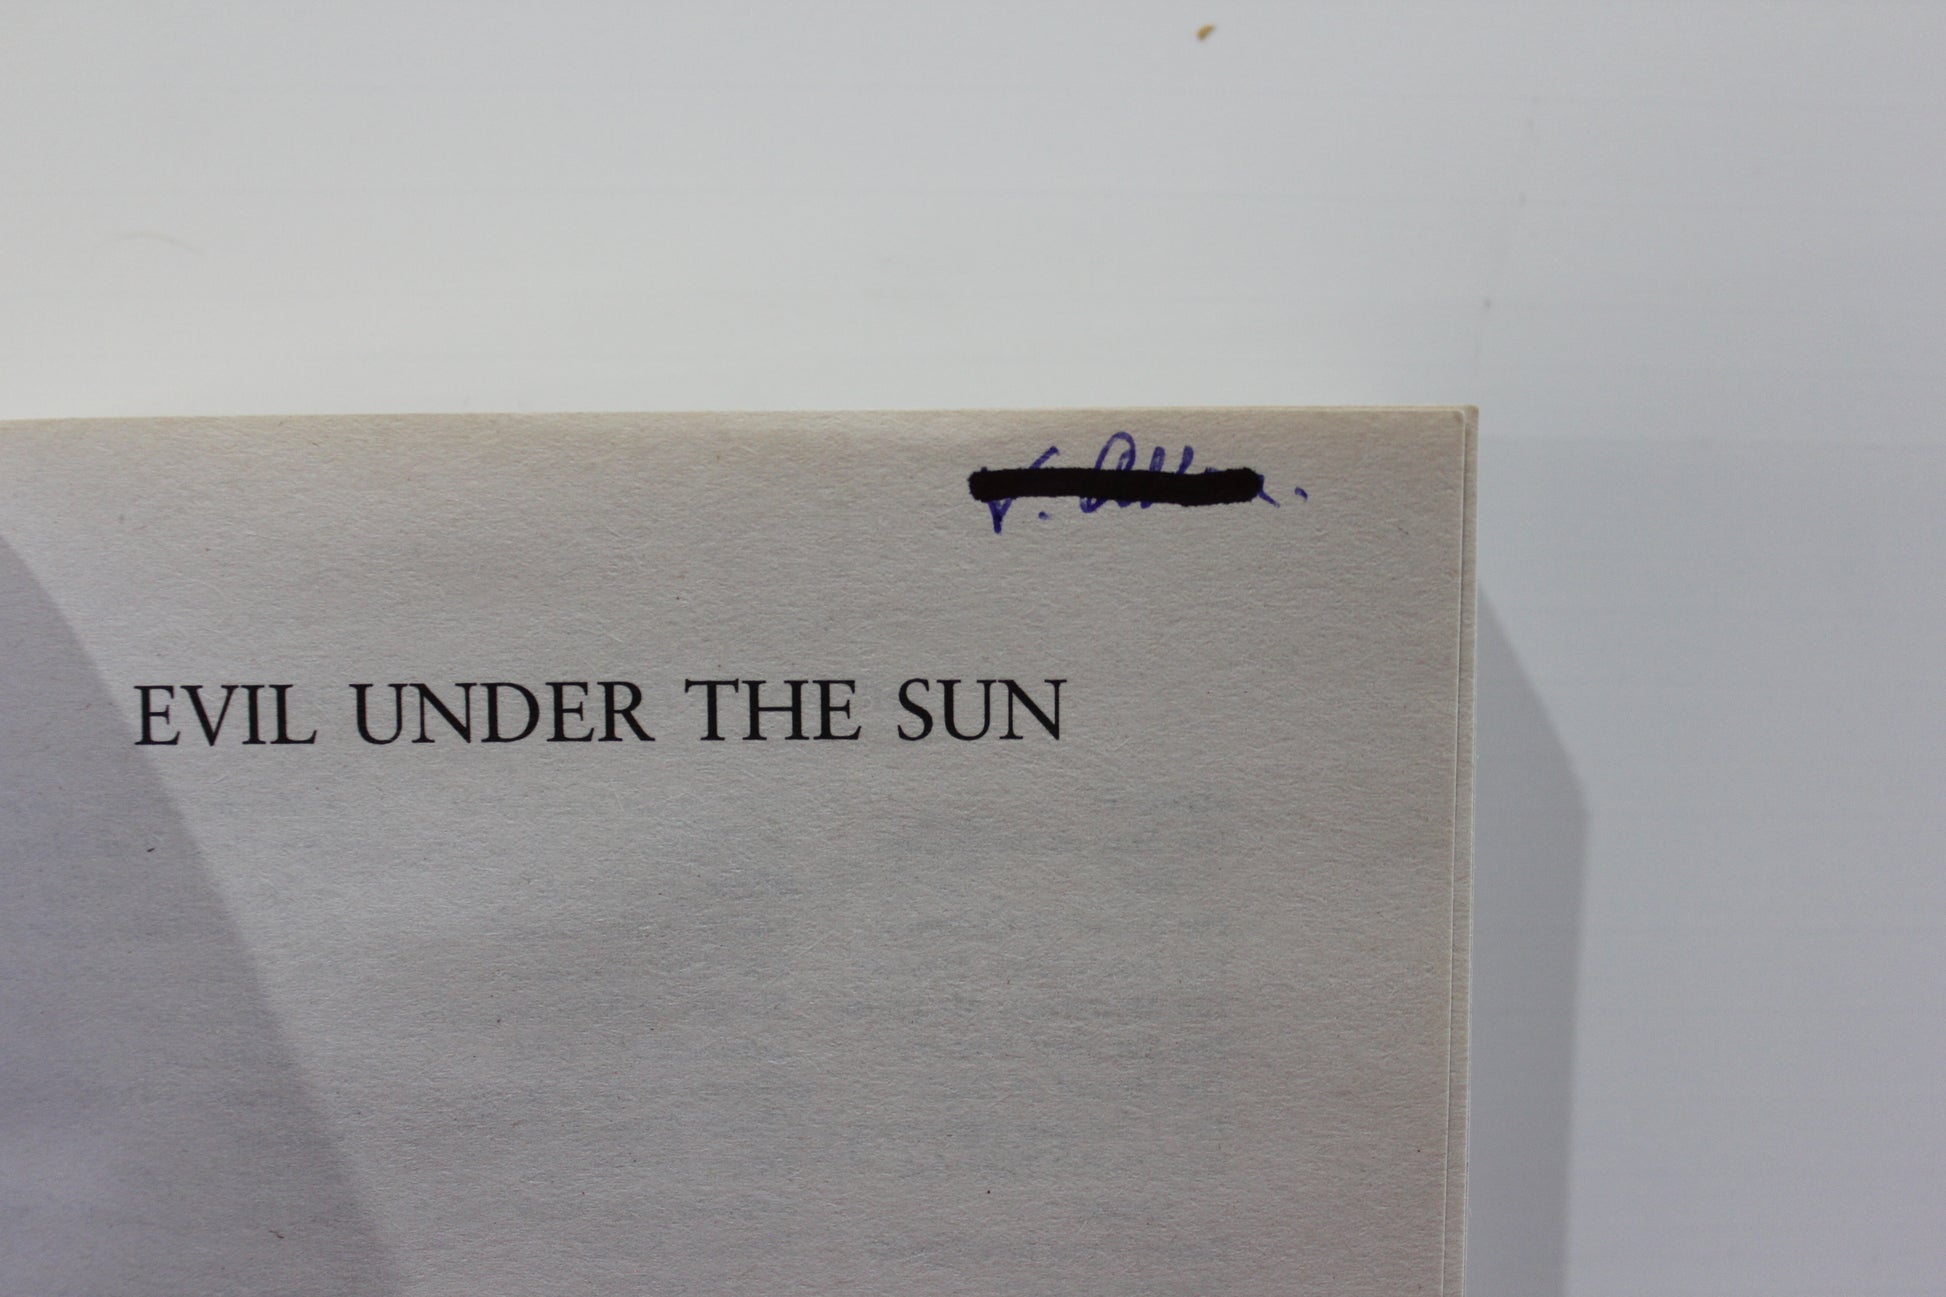 EVIL UNDER THE SUN